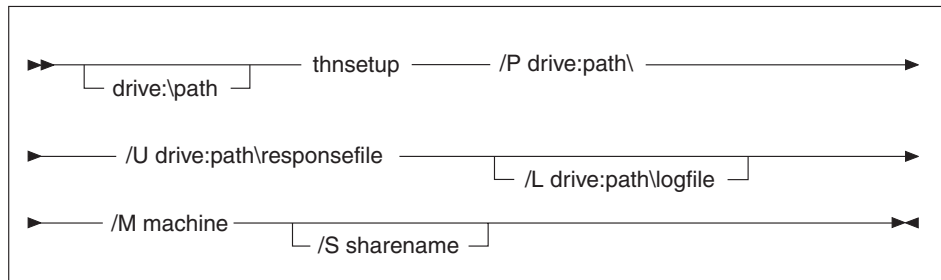 thnsetup /P drive:path\
drive:\path
/U drive:path\responsefile
/L drive:path\logfile
/M machine
/S sharename